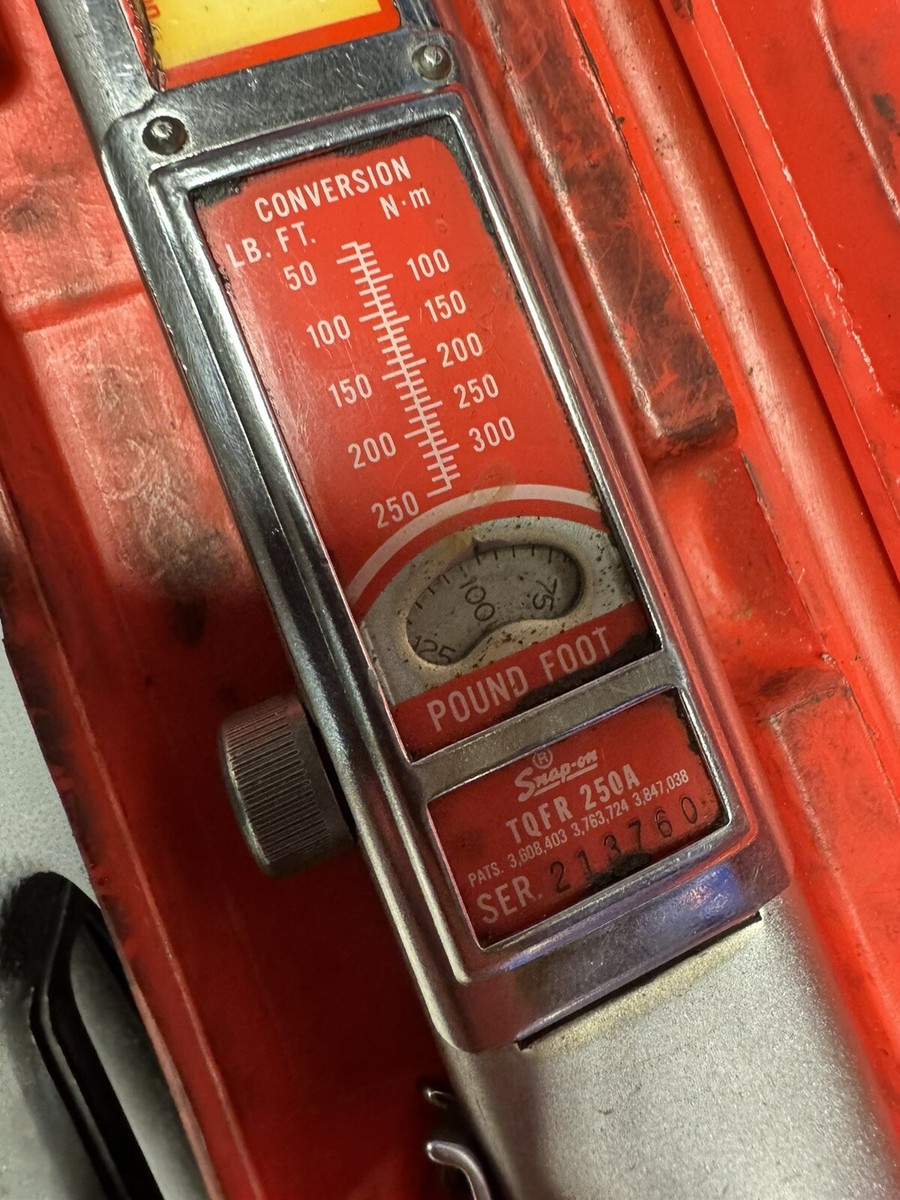 CONVERSION
LB. FT. N·m
50 100
100 150
150 200
200 250
250 300
125 100 75
POUND FOOT
Snap-on ®
TQFR 250A
PATS. 3,608,403 3,763,724 3,847,038
SER. 213760